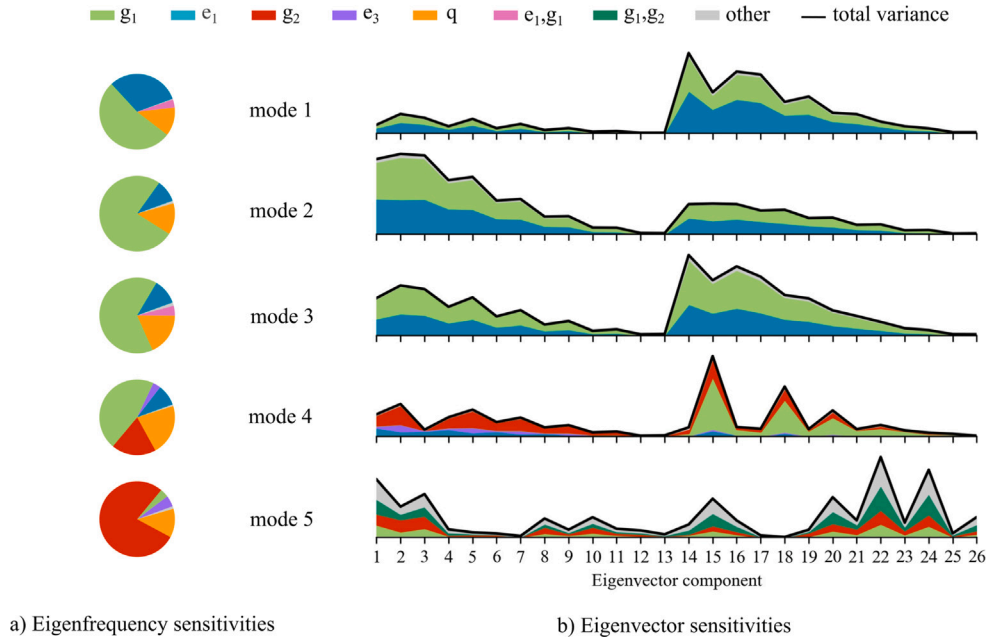 g₁ e₁ g₂ e₃ q e₁,g₁ g₁,g₂ other total variance
mode 1
mode 2
mode 3
mode 4
mode 5
1 2 3 4 5 6 7 8 9 10 11 12 13 14 15 16 17 18 19 20 21 22 23 24 25 26
Eigenvector component
a) Eigenfrequency sensitivities b) Eigenvector sensitivities